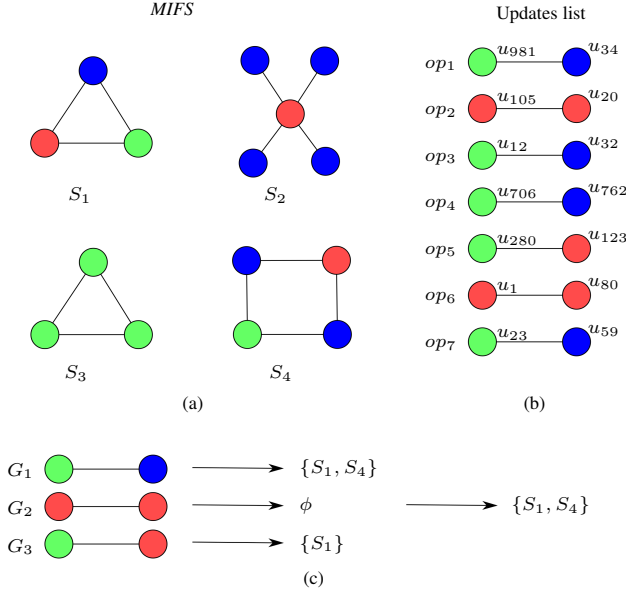 MIFS
S₁
S₂
S₃
S₄
(a)
Updates list
op₁ u₉₈₁ u₃₄
op₂ u₁₀₅ u₂₀
op₃ u₁₂ u₃₂
op₄ u₇₀₆ u₇₆₂
op₅ u₂₈₀ u₁₂₃
op₆ u₁ u₈₀
op₇ u₂₃ u₅₉
(b)
G₁ {S₁, S₄}
G₂ ϕ {S₁, S₄}
G₃ {S₁}
(c)